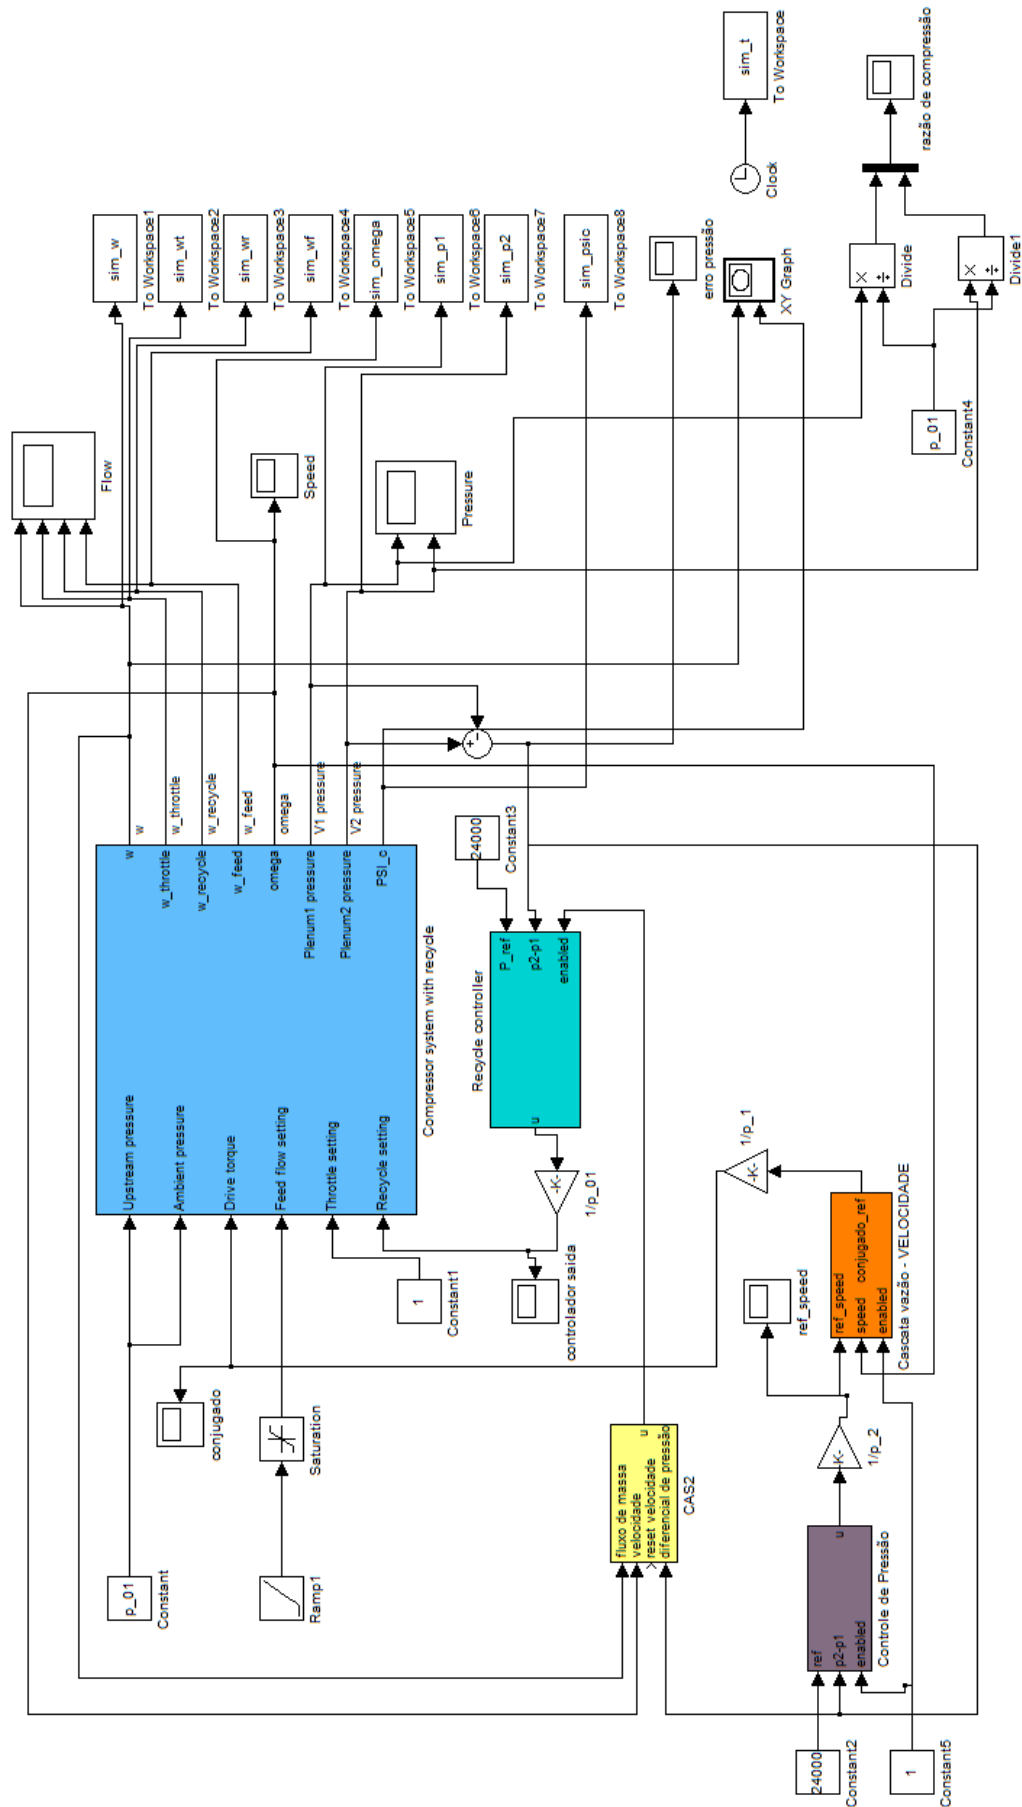 p_01
Constant
conjugado
Ramp1
Saturation
1
Constant1
controlador saida
Upstream pressure
Ambient pressure
Drive torque
Feed flow setting
Throttle setting
Recycle setting
w
w_throttle
w_recycle
w_feed
omega
Plenum1 pressure
Plenum2 pressure
PSI_c
Compressor system with recycle
w
w_throttle
w_recycle
w_feed
omega
V1 pressure
V2 pressure
Flow
Speed
Pressure
sim_w
To Workspace1
sim_wt
To Workspace2
sim_wr
To Workspace3
sim_wf
To Workspace4
sim_omega
To Workspace5
sim_p1
To Workspace6
sim_p2
To Workspace7
sim_psic
To Workspace8
erro pressão
XY Graph
Clock
sim_t
To Workspace
24000
Constant3
Recycle controller
P_ref
p2-p1
enabled
u
-K-
1/p_01
+
-
fluxo de massa
velocidade
reset velocidade
diferencial de pressão
u
CAS2
24000
Constant2
1
Constant5
ref
p2-p1
enabled
u
Controle de Pressão
-K-
1/p_2
ref_speed
ref_speed
speed
enabled
conjugado_ref
Cascata vazão - VELOCIDADE
-K-
1/p_1
p_01
Constant4
×
÷
Divide
×
÷
Divide1
razão de compressão